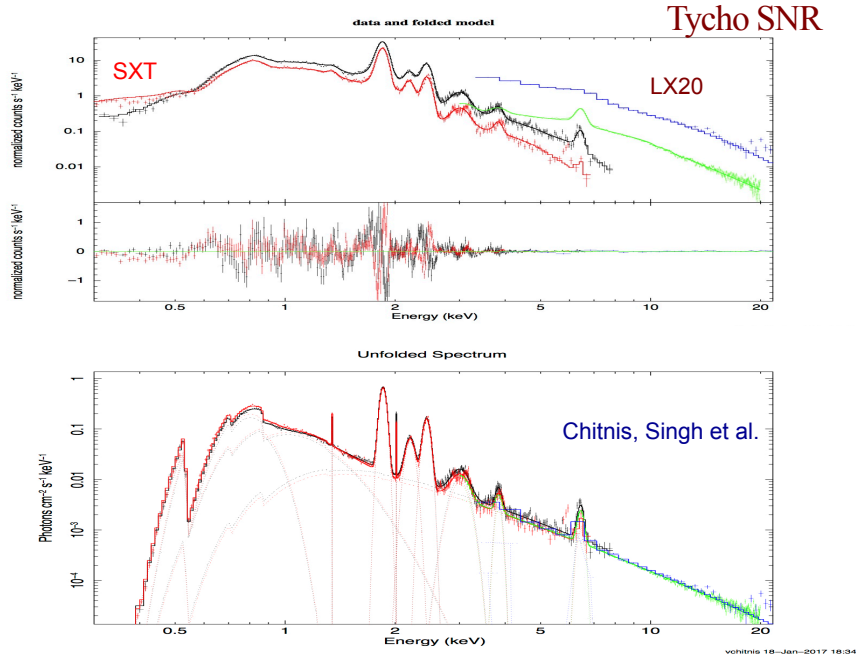 Tycho SNR
data and folded model
SXT
LX20
normalized counts s⁻¹ keV⁻¹
10
1
0.1
0.01
normalized counts s⁻¹ keV⁻¹
1
0
−1
0.5 1 2 5 10 20
Energy (keV)
Unfolded Spectrum
Chitnis, Singh et al.
Photons cm⁻² s⁻¹ keV⁻¹
0.1
0.1
0.01
10⁻³
10⁻⁴
0.5 1 2 5 10 20
Energy (keV)
vchitnis 18−Jan−2017 18:34